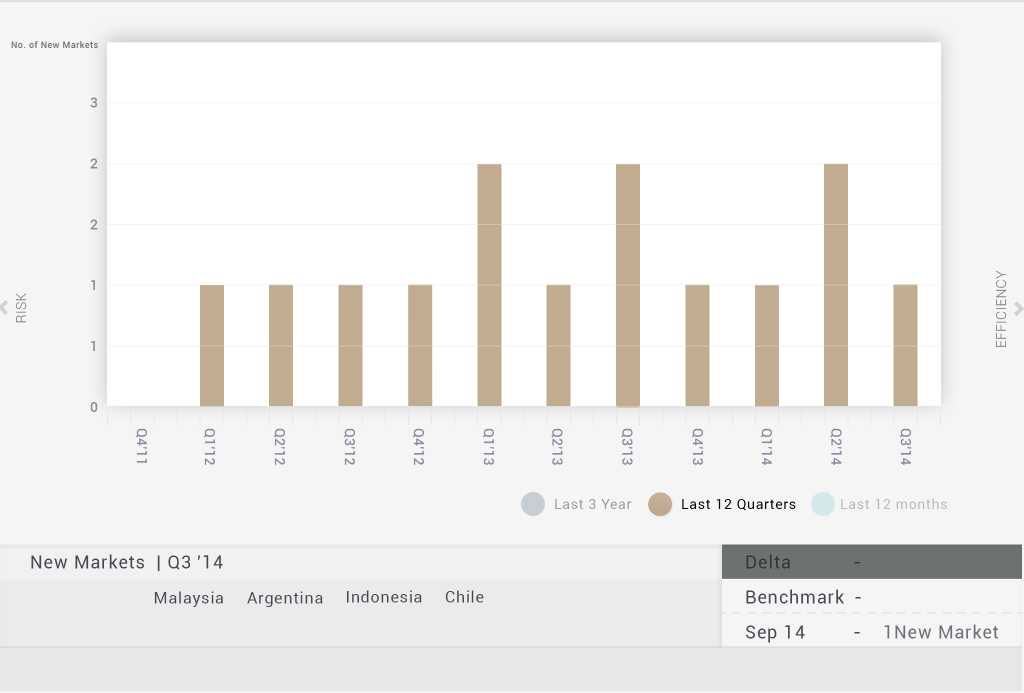 No. of New Markets
3
2
2
1
1
0
RISK
EFFICIENCY
Q4'11 Q1'12 Q2'12 Q3'12 Q4'12 Q1'13 Q2'13 Q3'13 Q4'13 Q1'14 Q2'14 Q3'14
Last 3 Year Last 12 Quarters Last 12 months
New Markets | Q3 '14
Malaysia Argentina Indonesia Chile
Delta -
Benchmark -
Sep 14 - 1New Market